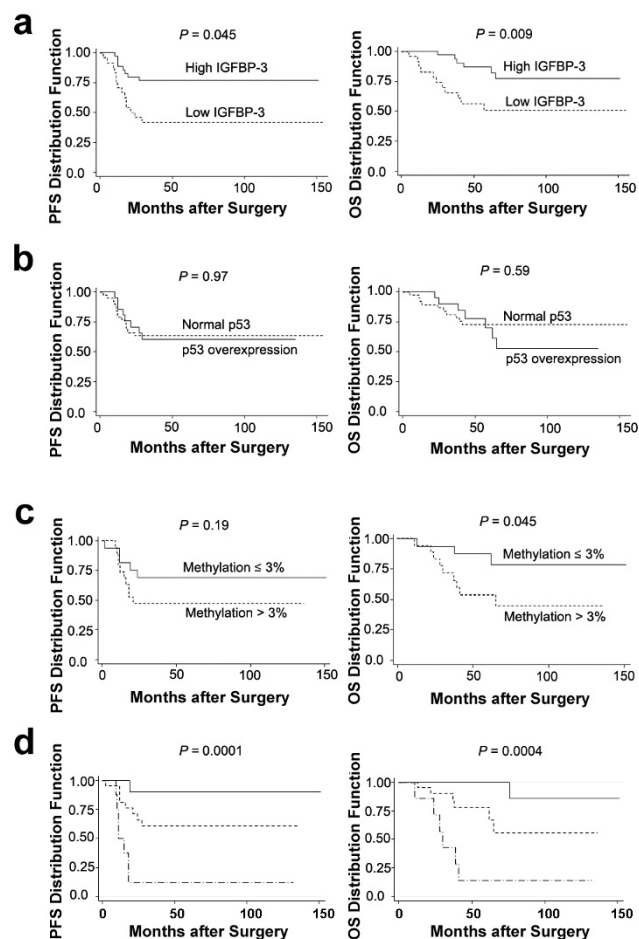 a
P = 0.045
PFS Distribution Function
1.00
0.75
0.50
0.25
0.0
High IGFBP-3
Low IGFBP-3
0 50 100 150
Months after Surgery
P = 0.009
OS Distribution Function
1.00
0.75
0.50
0.25
0.0
High IGFBP-3
Low IGFBP-3
0 50 100 150
Months after Surgery
b
P = 0.97
PFS Distribution Function
1.00
0.75
0.50
0.25
0.0
Normal p53
p53 overexpression
0 50 100 150
Months after Surgery
P = 0.59
OS Distribution Function
1.00
0.75
0.50
0.25
0.0
Normal p53
p53 overexpression
0 50 100 150
Months after Surgery
c
P = 0.19
PFS Distribution Function
1.00
0.75
0.50
0.25
0.0
Methylation ≤ 3%
Methylation > 3%
0 50 100 150
Months after Surgery
P = 0.045
OS Distribution Function
1.00
0.75
0.50
0.25
0.0
Methylation ≤ 3%
Methylation > 3%
0 50 100 150
Months after Surgery
d
P = 0.0001
PFS Distribution Function
1.00
0.75
0.50
0.25
0.0
0 50 100 150
Months after Surgery
P = 0.0004
OS Distribution Function
1.00
0.75
0.50
0.25
0.0
0 50 100 150
Months after Surgery